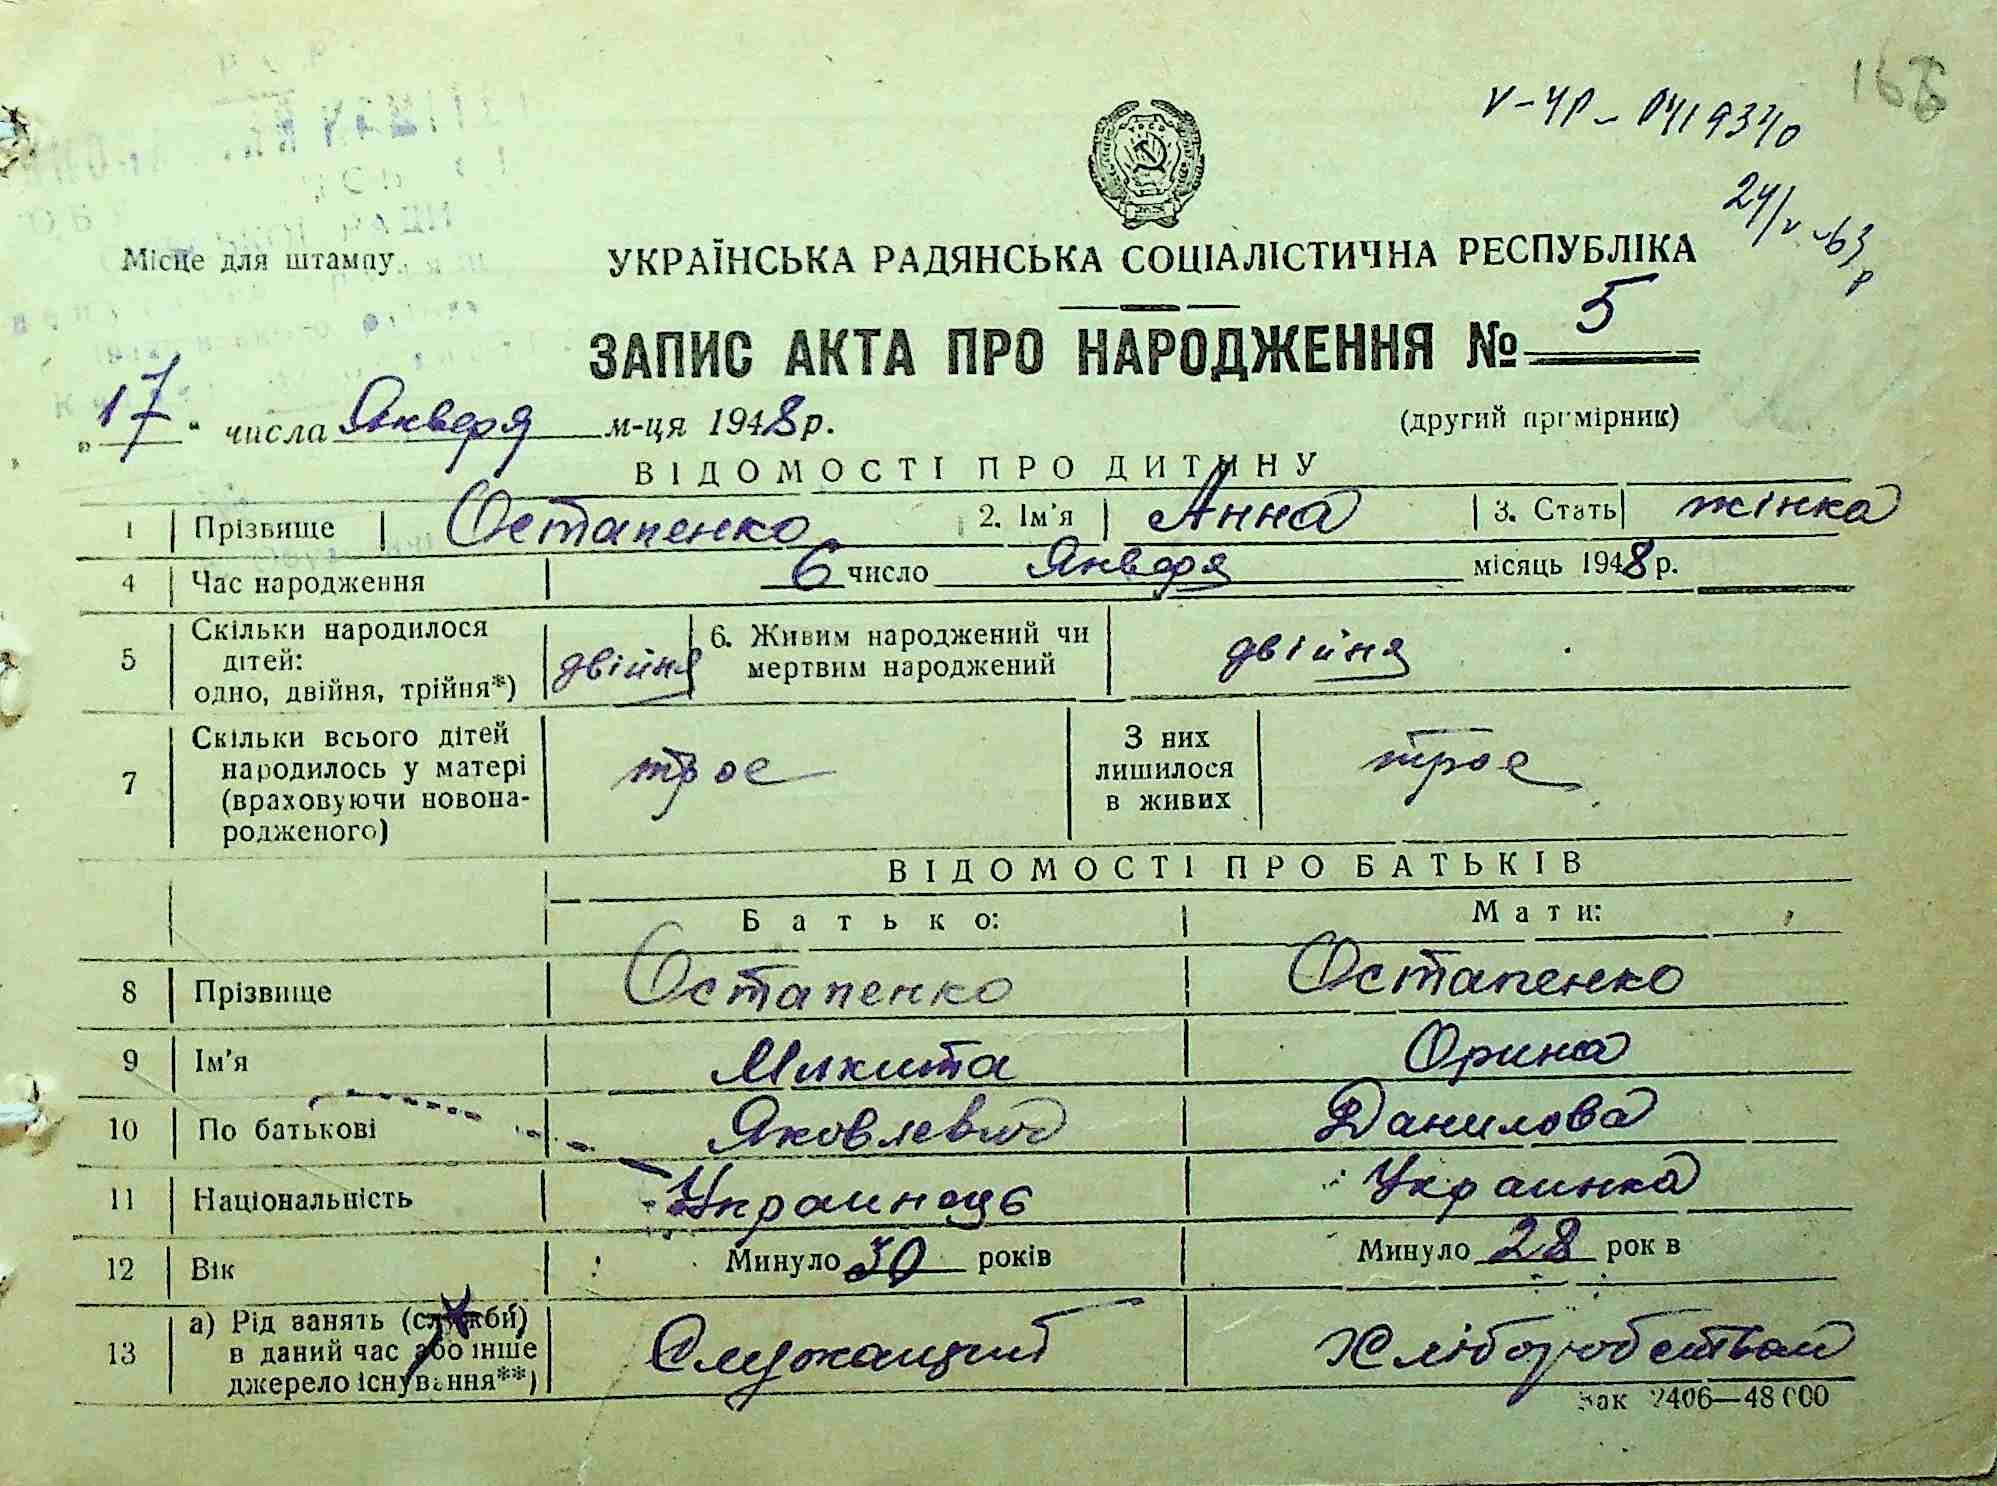 168
V-ЧР-0419370
24/V-63 р
Місце для штампу
УКРАЇНСЬКА РАДЯНСЬКА СОЦІАЛІСТИЧНА РЕСПУБЛІКА
ЗАПИС АКТА ПРО НАРОДЖЕННЯ № 5
„17“ числа Января м-ця 1948 р.
(другий примірник)
ВІДОМОСТІ ПРО ДИТИНУ
1 Прізвище Остапенко 2. Ім'я Анна 3. Стать жінка
4 Час народження 6 число Января місяць 1948 р.
5 Скільки народилося дітей: одно, двійня, трійня*) двійня 6. Живим народжений чи мертвим народжений двійня
7 Скільки всього дітей народилось у матері (враховуючи новонародженого) трое З них лишилося в живих трое
ВІДОМОСТІ ПРО БАТЬКІВ
Батько: Мати:
8 Прізвище Остапенко Остапенко
9 Ім'я Микита Орина
10 По батькові Яковлевич Данилова
11 Національність Украинець Украинка
12 Вік Минуло 30 років Минуло 28 років
13 а) Рід занять (служби) в даний час або інше джерело існування**) Служащий Хліборобством
Зак 2406—48 000